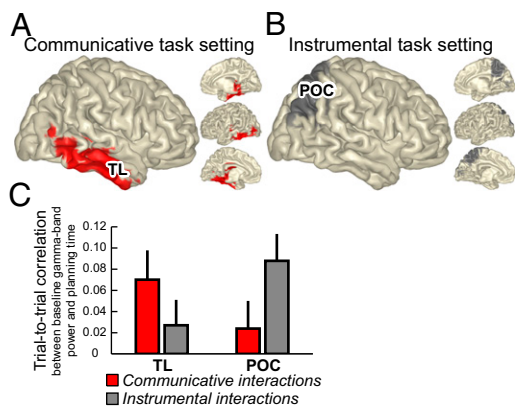 A
Communicative task setting
TL
B
Instrumental task setting
POC
C
Trial-to-trial correlation
between baseline gamma-band
power and planning time
0.12
0.10
0.08
0.06
0.04
0.02
0
TL
POC
Communicative interactions
Instrumental interactions